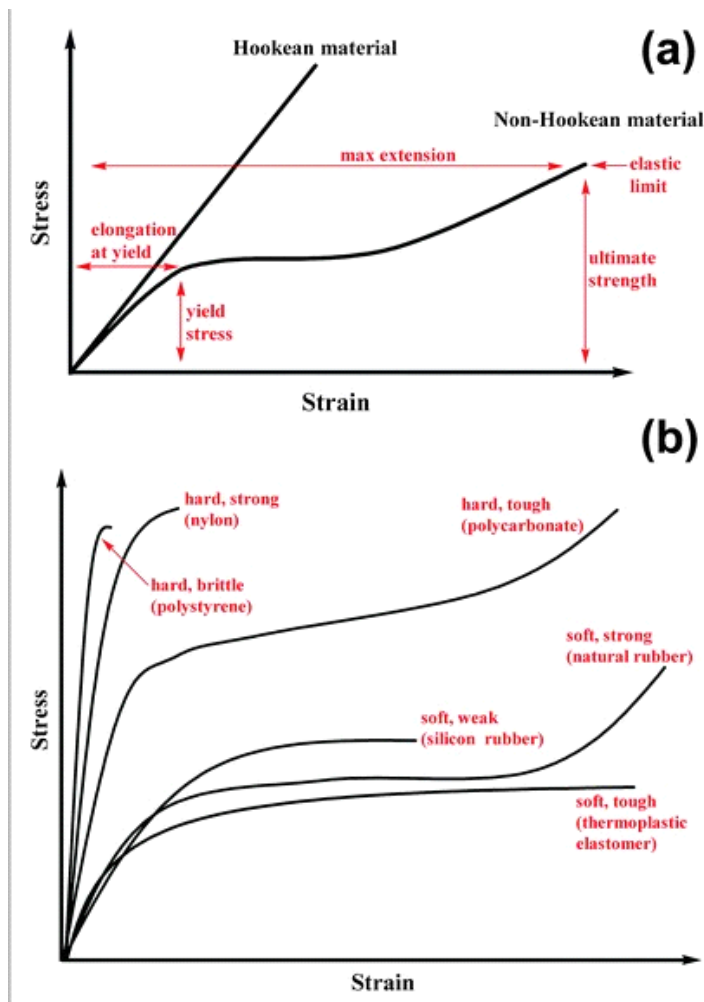 (a)
Hookean material
Non-Hookean material
max extension
elastic
limit
elongation
at yield
ultimate
strength
yield
stress
Stress
Strain
(b)
hard, strong
(nylon)
hard, tough
(polycarbonate)
hard, brittle
(polystyrene)
soft, strong
(natural rubber)
soft, weak
(silicon rubber)
soft, tough
(thermoplastic
elastomer)
Stress
Strain